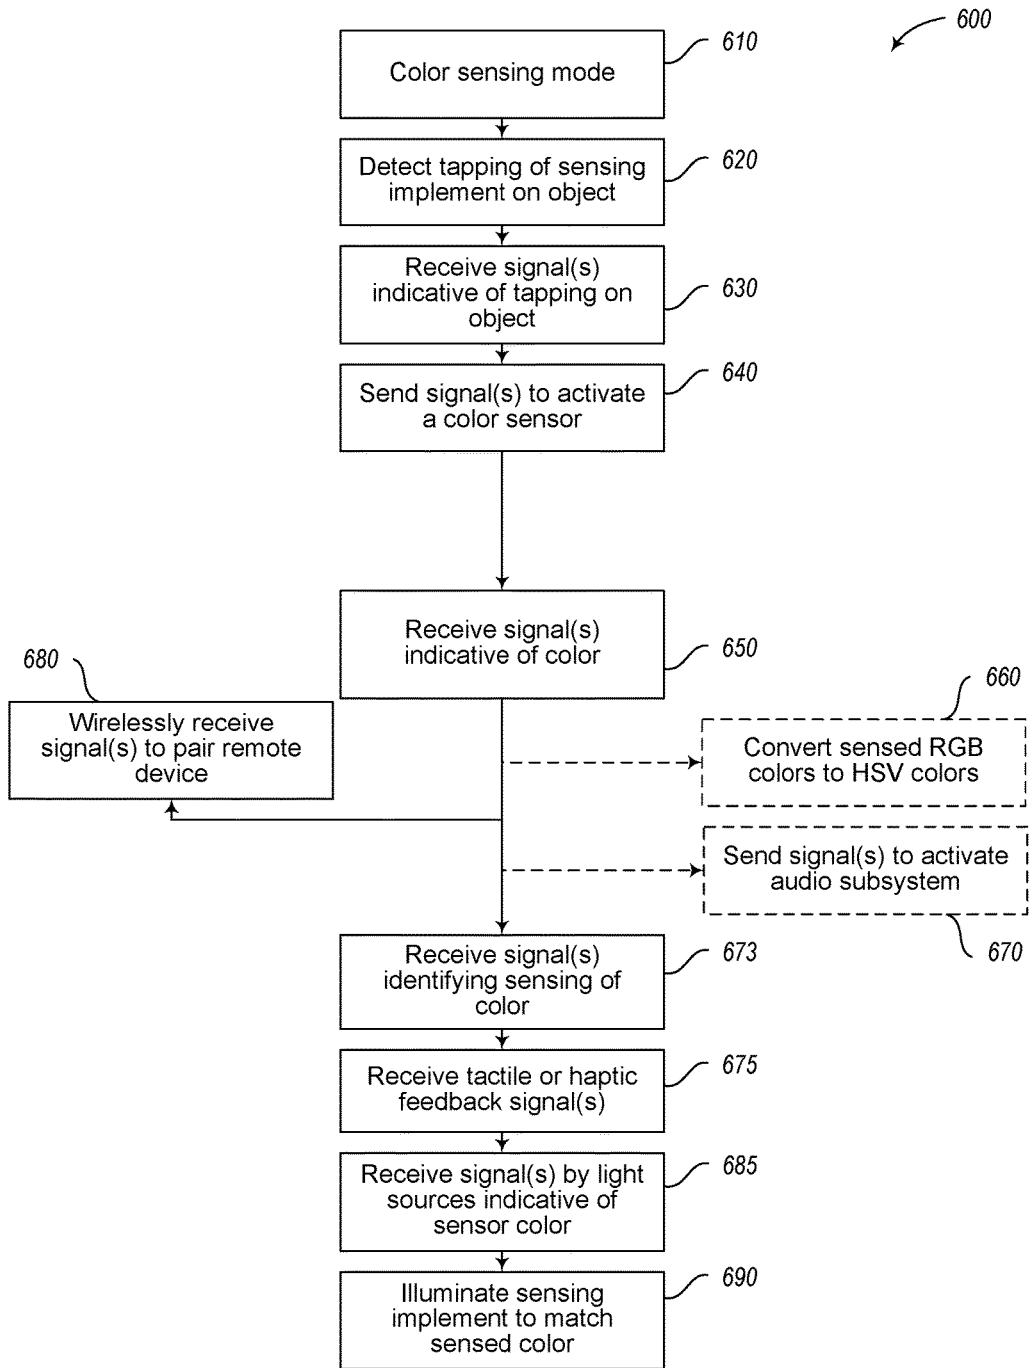 600
610
Color sensing mode
620
Detect tapping of sensing
implement on object
Receive signal(s)
indicative of tapping on
object
630
640
Send signal(s) to activate
a color sensor
Receive signal(s)
indicative of color
650
680
Wirelessly receive
signal(s) to pair remote
device
660
Convert sensed RGB
colors to HSV colors
Send signal(s) to activate
audio subsystem
670
Receive signal(s)
identifying sensing of
color
673
675
Receive tactile or haptic
feedback signal(s)
685
Receive signal(s) by light
sources indicative of
sensor color
690
Illuminate sensing
implement to match
sensed color